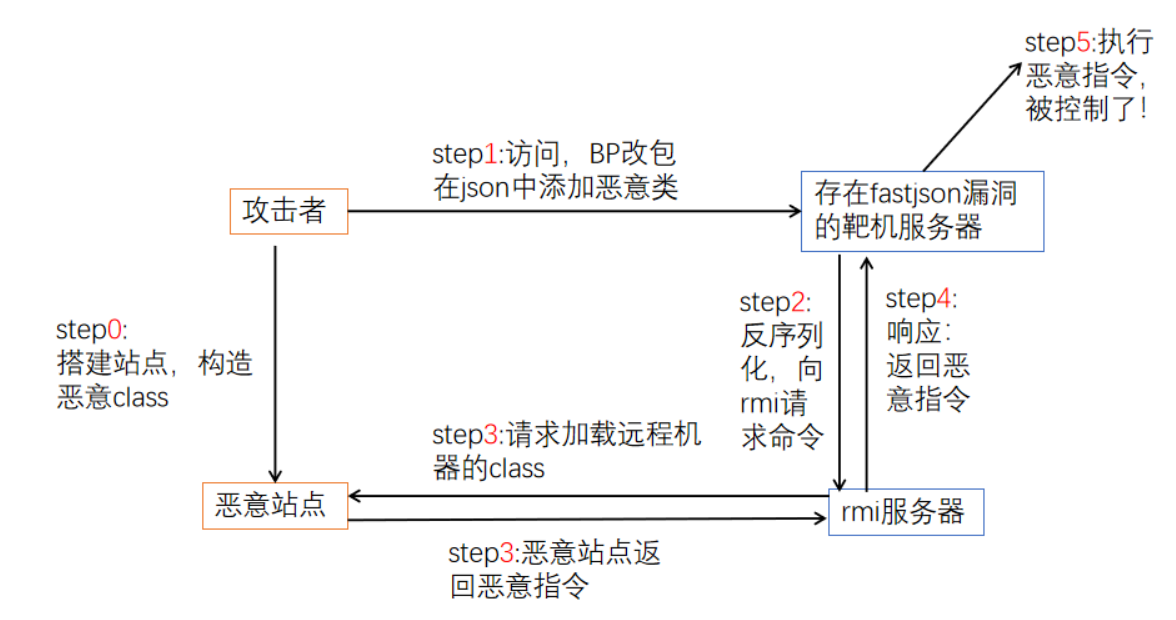 step5:执行
恶意指令，
被控制了！
step1:访问，BP改包
在json中添加恶意类
攻击者
存在fastjson漏洞
的靶机服务器
step0:
搭建站点，构造
恶意class
step2:
反序列
化，向
rmi请
求命令
step4:
响应：
返回恶
意指令
step3:请求加载远程机
器的class
恶意站点
rmi服务器
step3:恶意站点返
回恶意指令